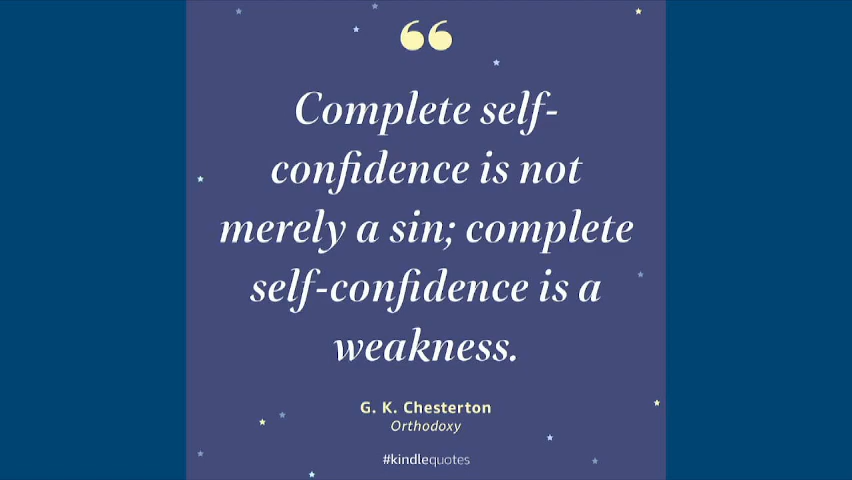 ❝
Complete self-
confidence is not
merely a sin; complete
self-confidence is a
weakness.
G. K. Chesterton
Orthodoxy
#kindlequotes